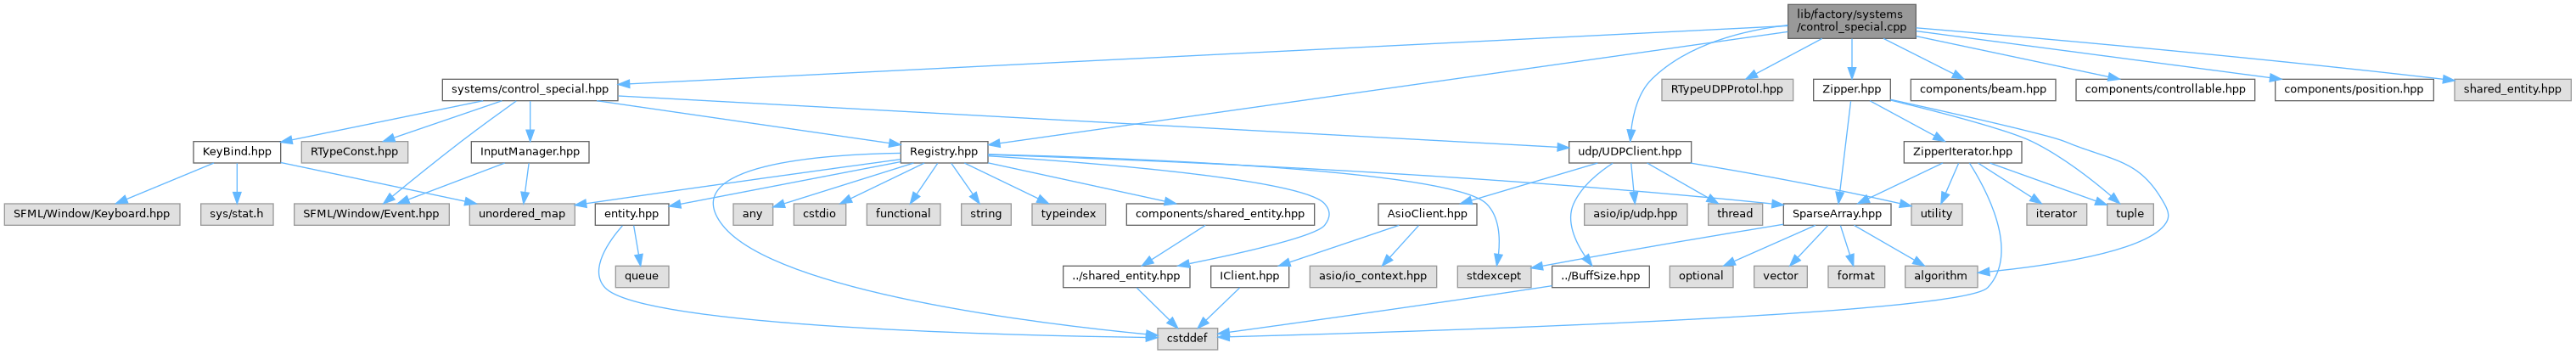 lib/factory/systems
/control_special.cpp
systems/control_special.hpp
RTypeUDPProtol.hpp
Zipper.hpp
components/beam.hpp
components/controllable.hpp
components/position.hpp
shared_entity.hpp
KeyBind.hpp
RTypeConst.hpp
InputManager.hpp
Registry.hpp
udp/UDPClient.hpp
ZipperIterator.hpp
SFML/Window/Keyboard.hpp
sys/stat.h
SFML/Window/Event.hpp
unordered_map
entity.hpp
any
cstdio
functional
string
typeindex
components/shared_entity.hpp
AsioClient.hpp
asio/ip/udp.hpp
thread
SparseArray.hpp
utility
iterator
tuple
queue
../shared_entity.hpp
IClient.hpp
asio/io_context.hpp
stdexcept
../BuffSize.hpp
optional
vector
format
algorithm
cstddef